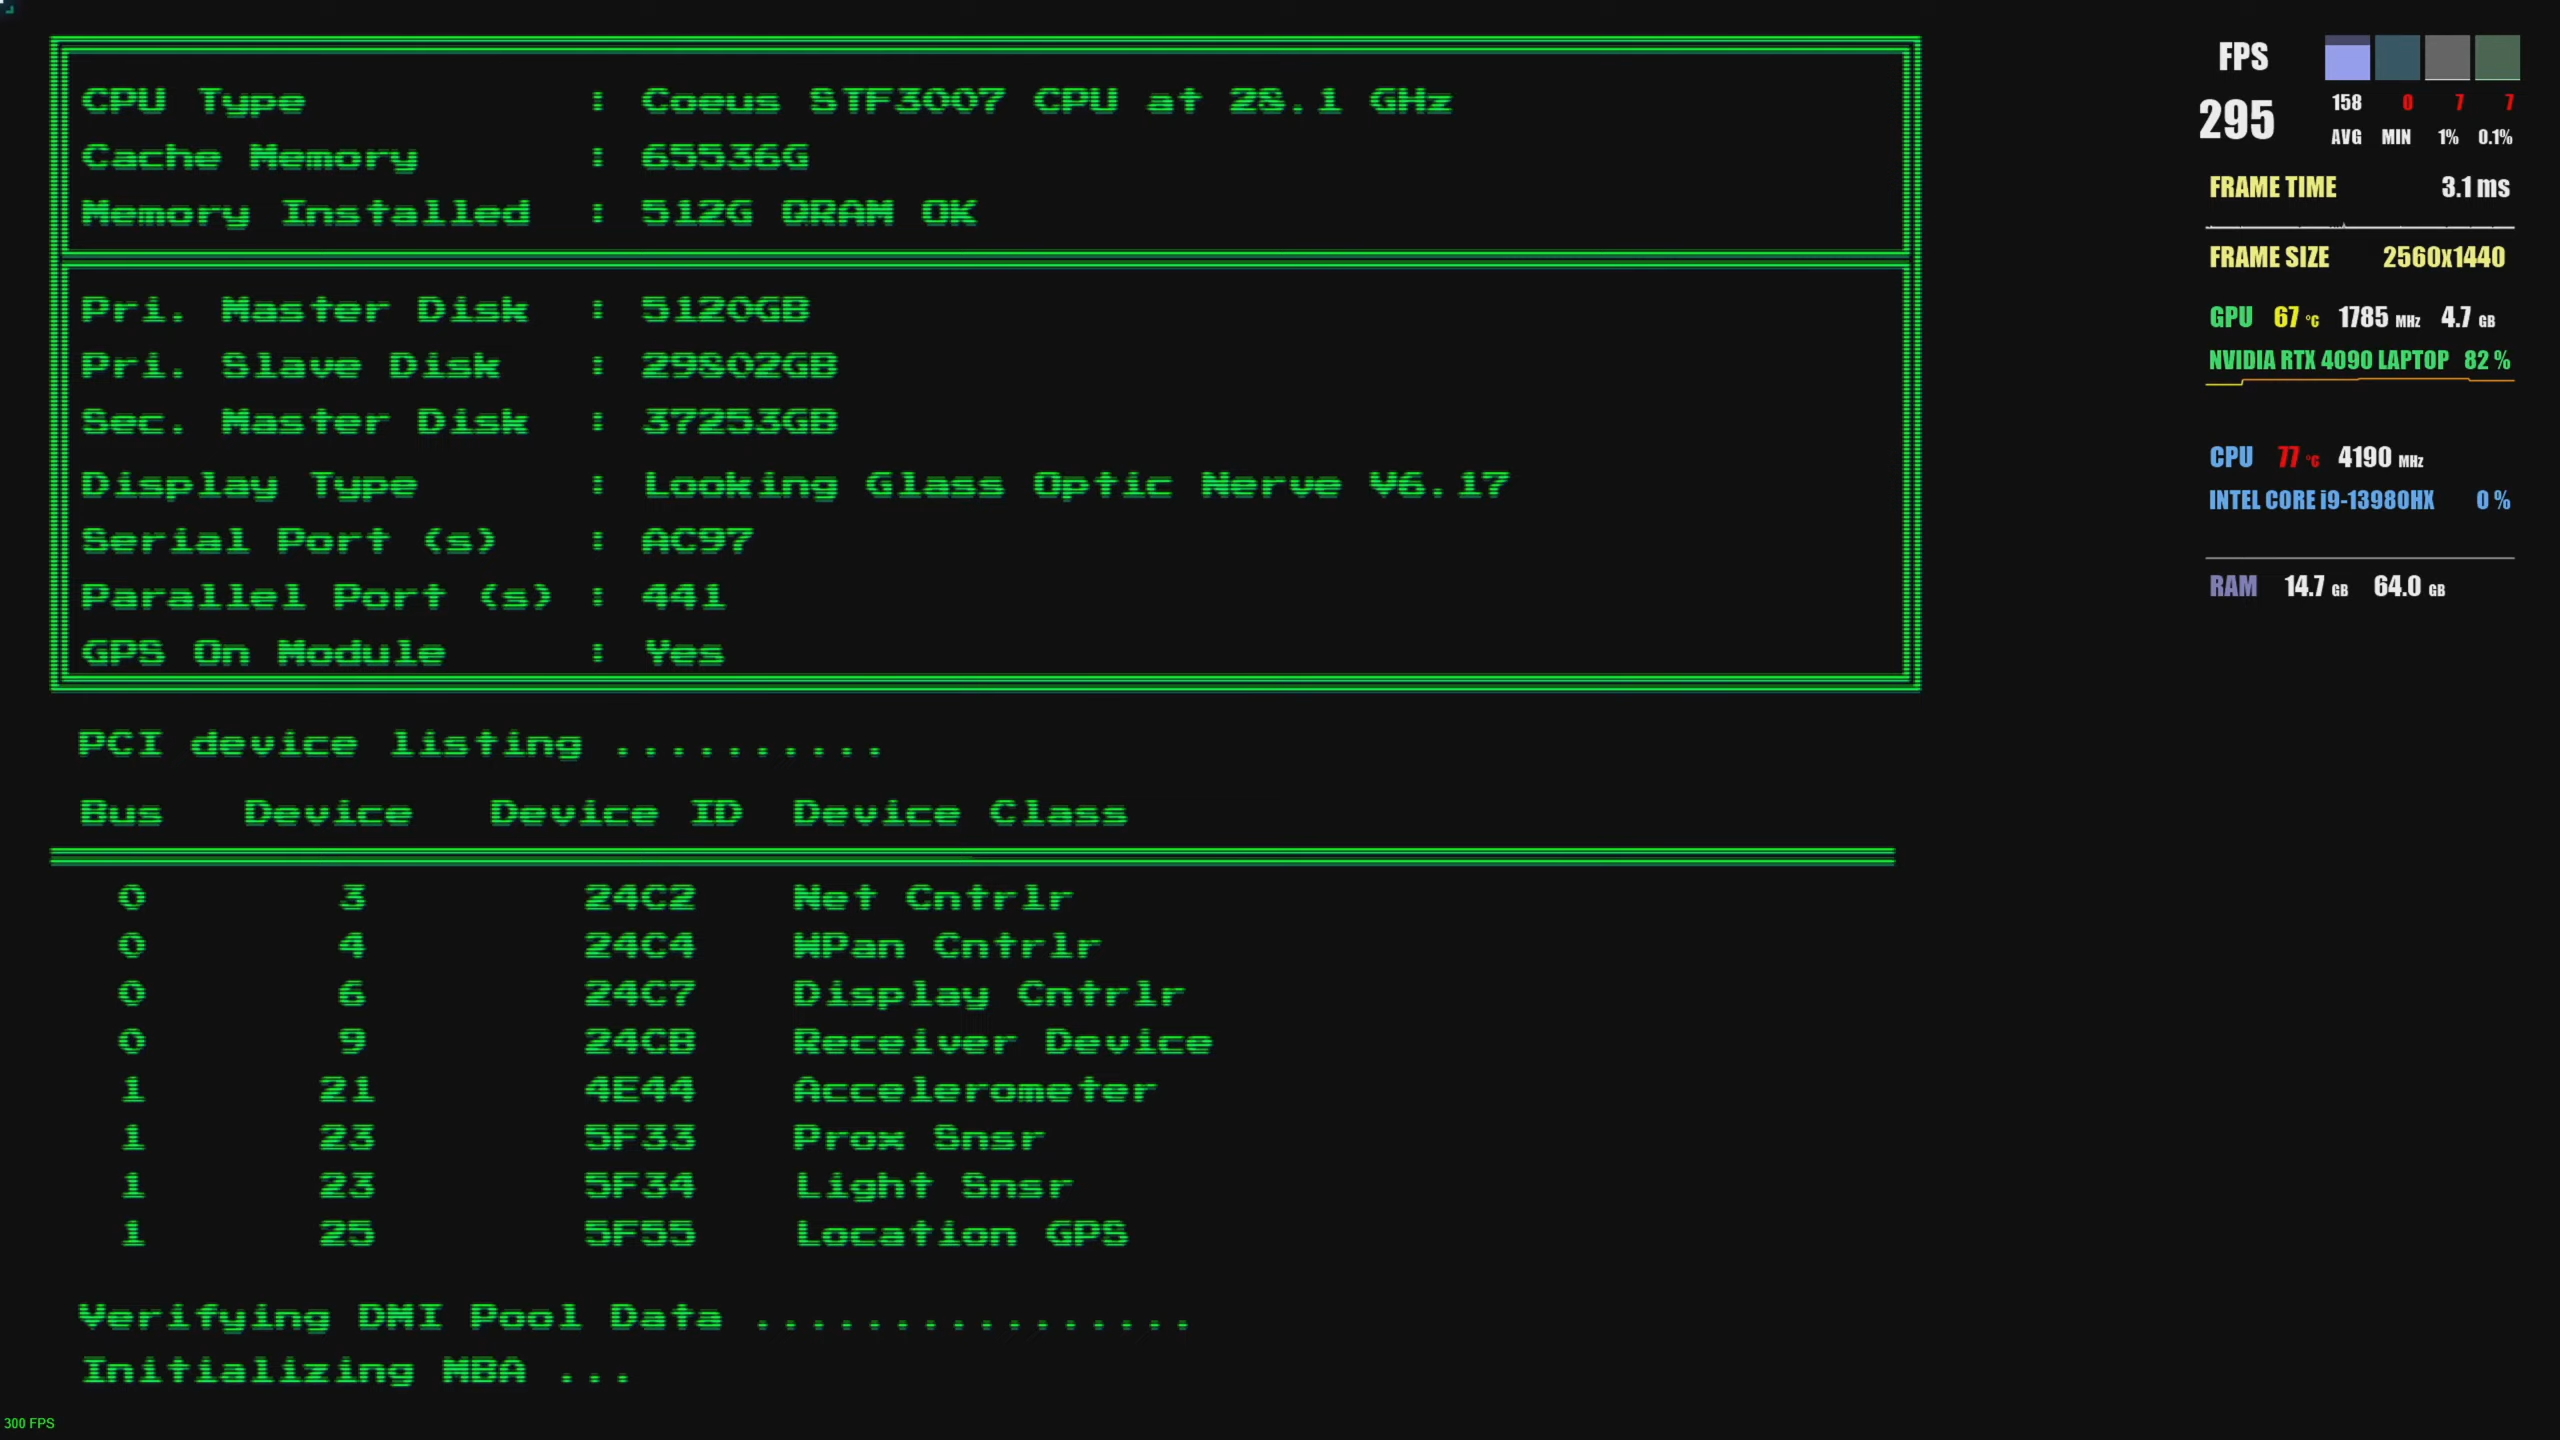 CPU Type : Coeus STF3007 CPU at 28.1 GHz
Cache Memory : 65536G
Memory Installed : 512G QRAM OK
Pri. Master Disk : 5120GB
Pri. Slave Disk : 29802GB
Sec. Master Disk : 37253GB
Display Type : Looking Glass Optic Nerve V6.17
Serial Port (s) : AC97
Parallel Port (s) : 441
GPS On Module : Yes
PCI device listing ..........
Bus Device Device ID Device Class
0 3 24C2 Net Cntrlr
0 4 24C4 WPan Cntrlr
0 6 24C7 Display Cntrlr
0 9 24CB Receiver Device
1 21 4E44 Accelerometer
1 23 5F33 Prox Snsr
1 23 5F34 Light Snsr
1 25 5F55 Location GPS
Verifying DMI Pool Data ................
Initializing MBA ...
300 FPS
FPS
295
158 0 7 7
AVG MIN 1% 0.1%
FRAME TIME 3.1 ms
FRAME SIZE 2560x1440
GPU 67 °C 1785 MHz 4.7 GB
NVIDIA RTX 4090 LAPTOP 82 %
CPU 77 °C 4190 MHz
INTEL CORE i9-13980HX 0 %
RAM 14.7 GB 64.0 GB